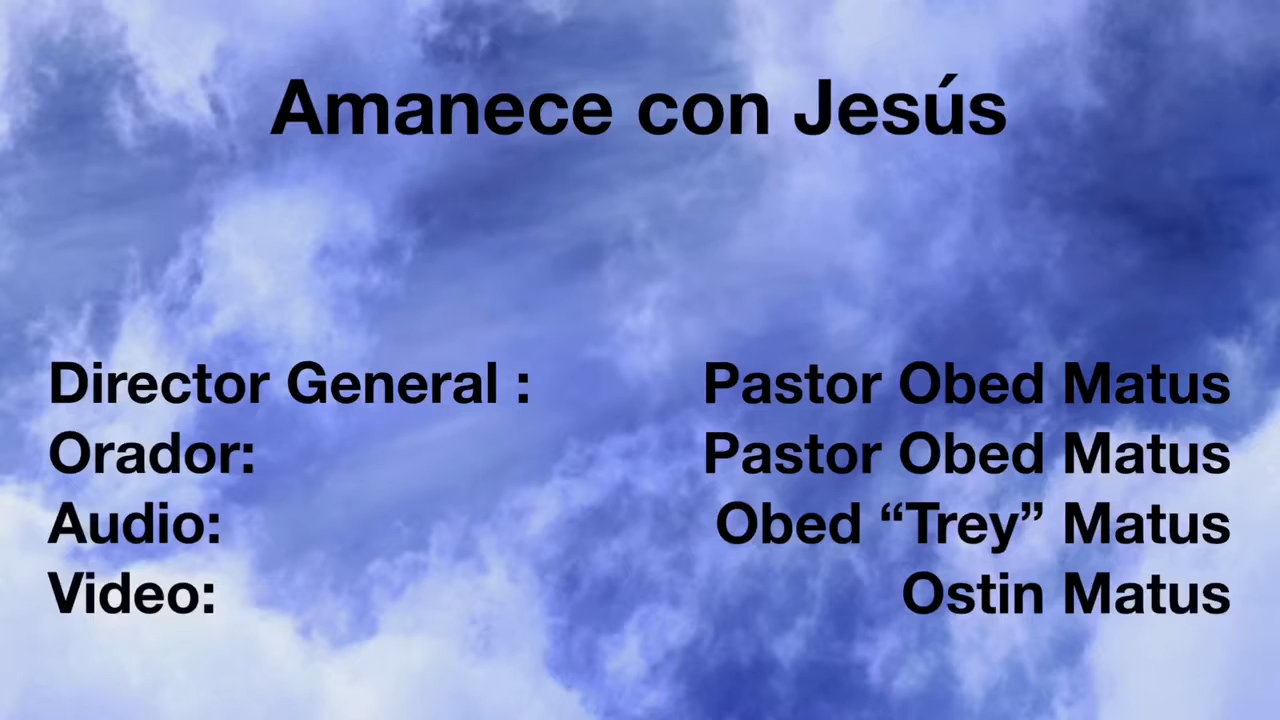 Amanece con Jesús
Director General : Pastor Obed Matus
Orador: Pastor Obed Matus
Audio: Obed “Trey” Matus
Video: Ostin Matus